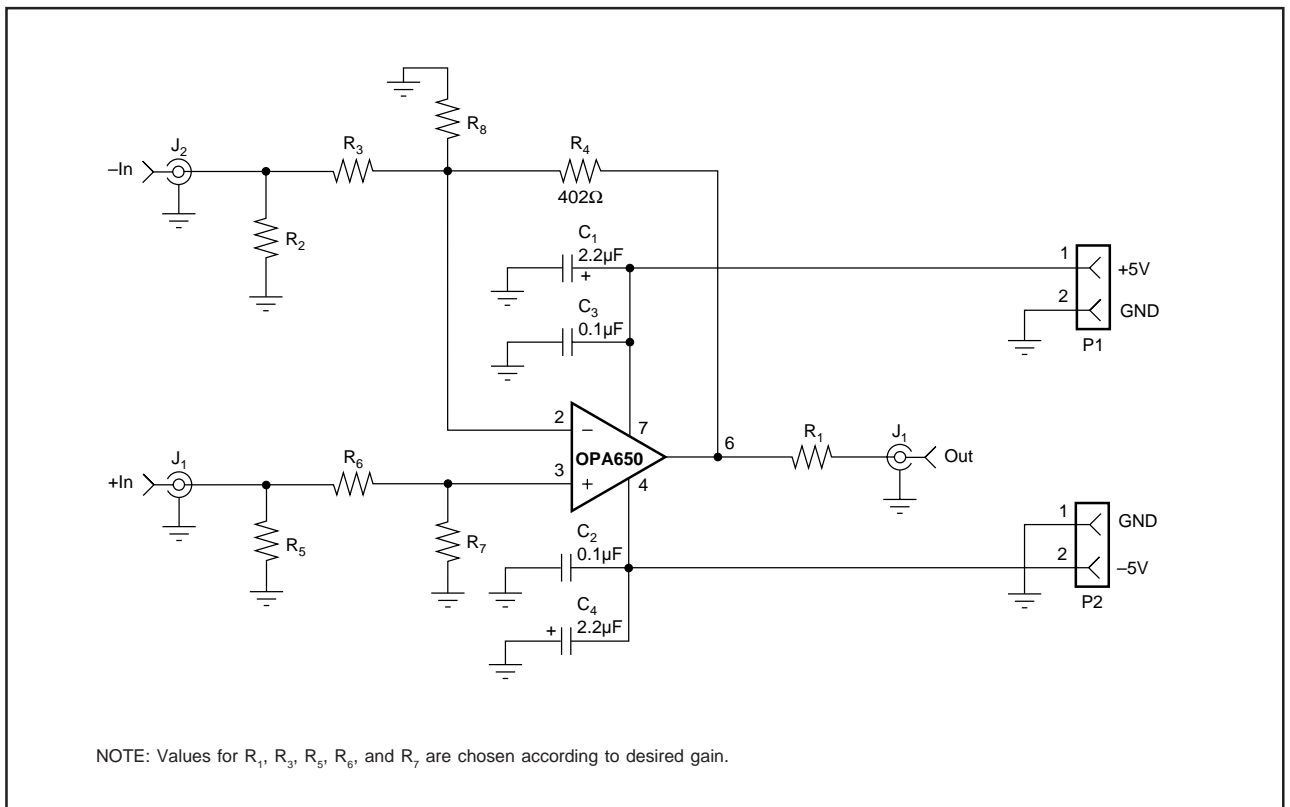 R8
J2
R3
R4
–In
402Ω
R2
C1
2.2µF
+
1
+5V
C3
2
GND
0.1µF
P1
2
–
7
J1
R6
R1
J1
6
+In
3
OPA650
Out
+
4
R5
R7
C2
0.1µF
1
GND
2
–5V
C4
P2
+
2.2µF
NOTE: Values for R1, R3, R5, R6, and R7 are chosen according to desired gain.